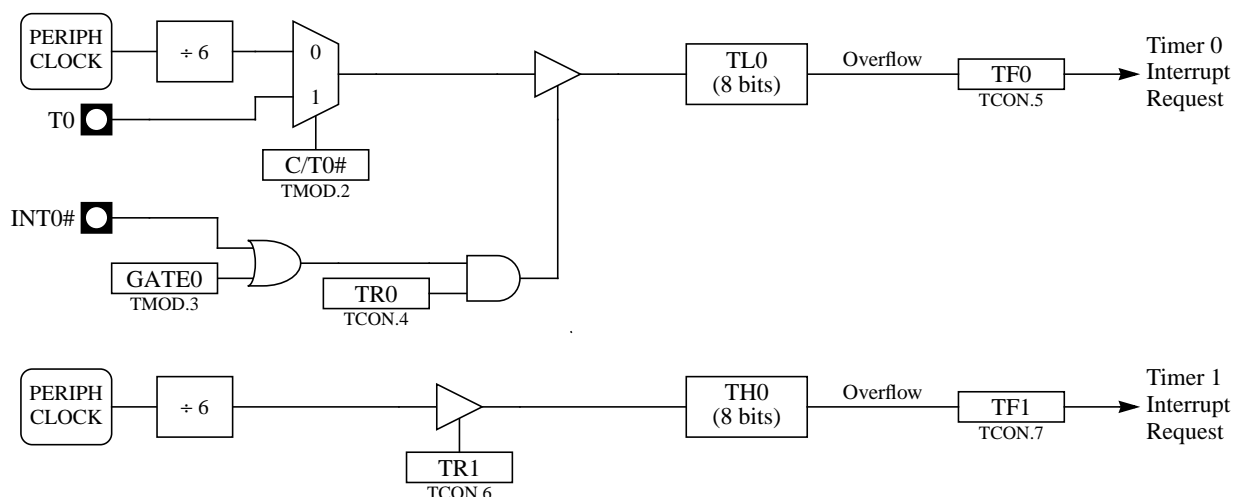 PERIPH
CLOCK
÷ 6
0
1
T0
C/T0#
TMOD.2
TL0
(8 bits)
Overflow
TF0
TCON.5
Timer 0
Interrupt
Request
INT0#
GATE0
TMOD.3
TR0
TCON.4
PERIPH
CLOCK
÷ 6
TR1
TCON.6
TH0
(8 bits)
Overflow
TF1
TCON.7
Timer 1
Interrupt
Request